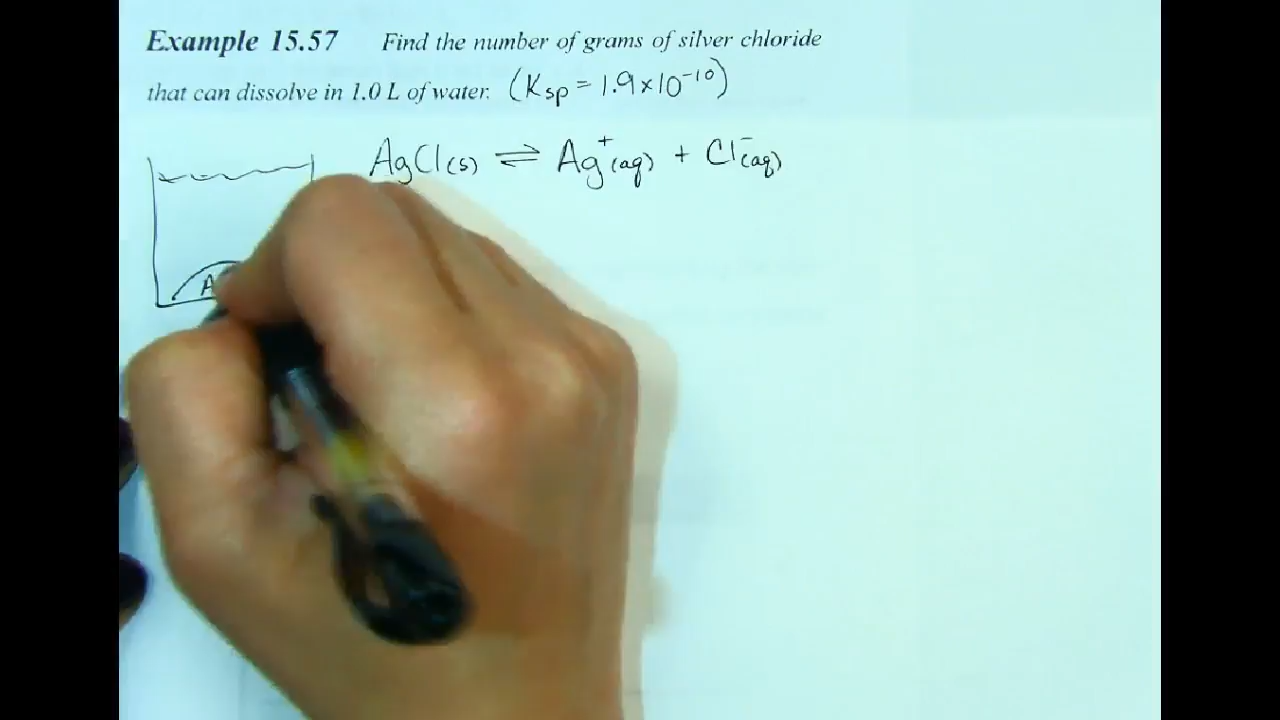 Example 15.57 Find the number of grams of silver chloride
that can dissolve in 1.0 L of water. (Ksp = 1.9×10⁻¹⁰)
AgCl(s) ⇌ Ag⁺(aq) + Cl⁻(aq)
A